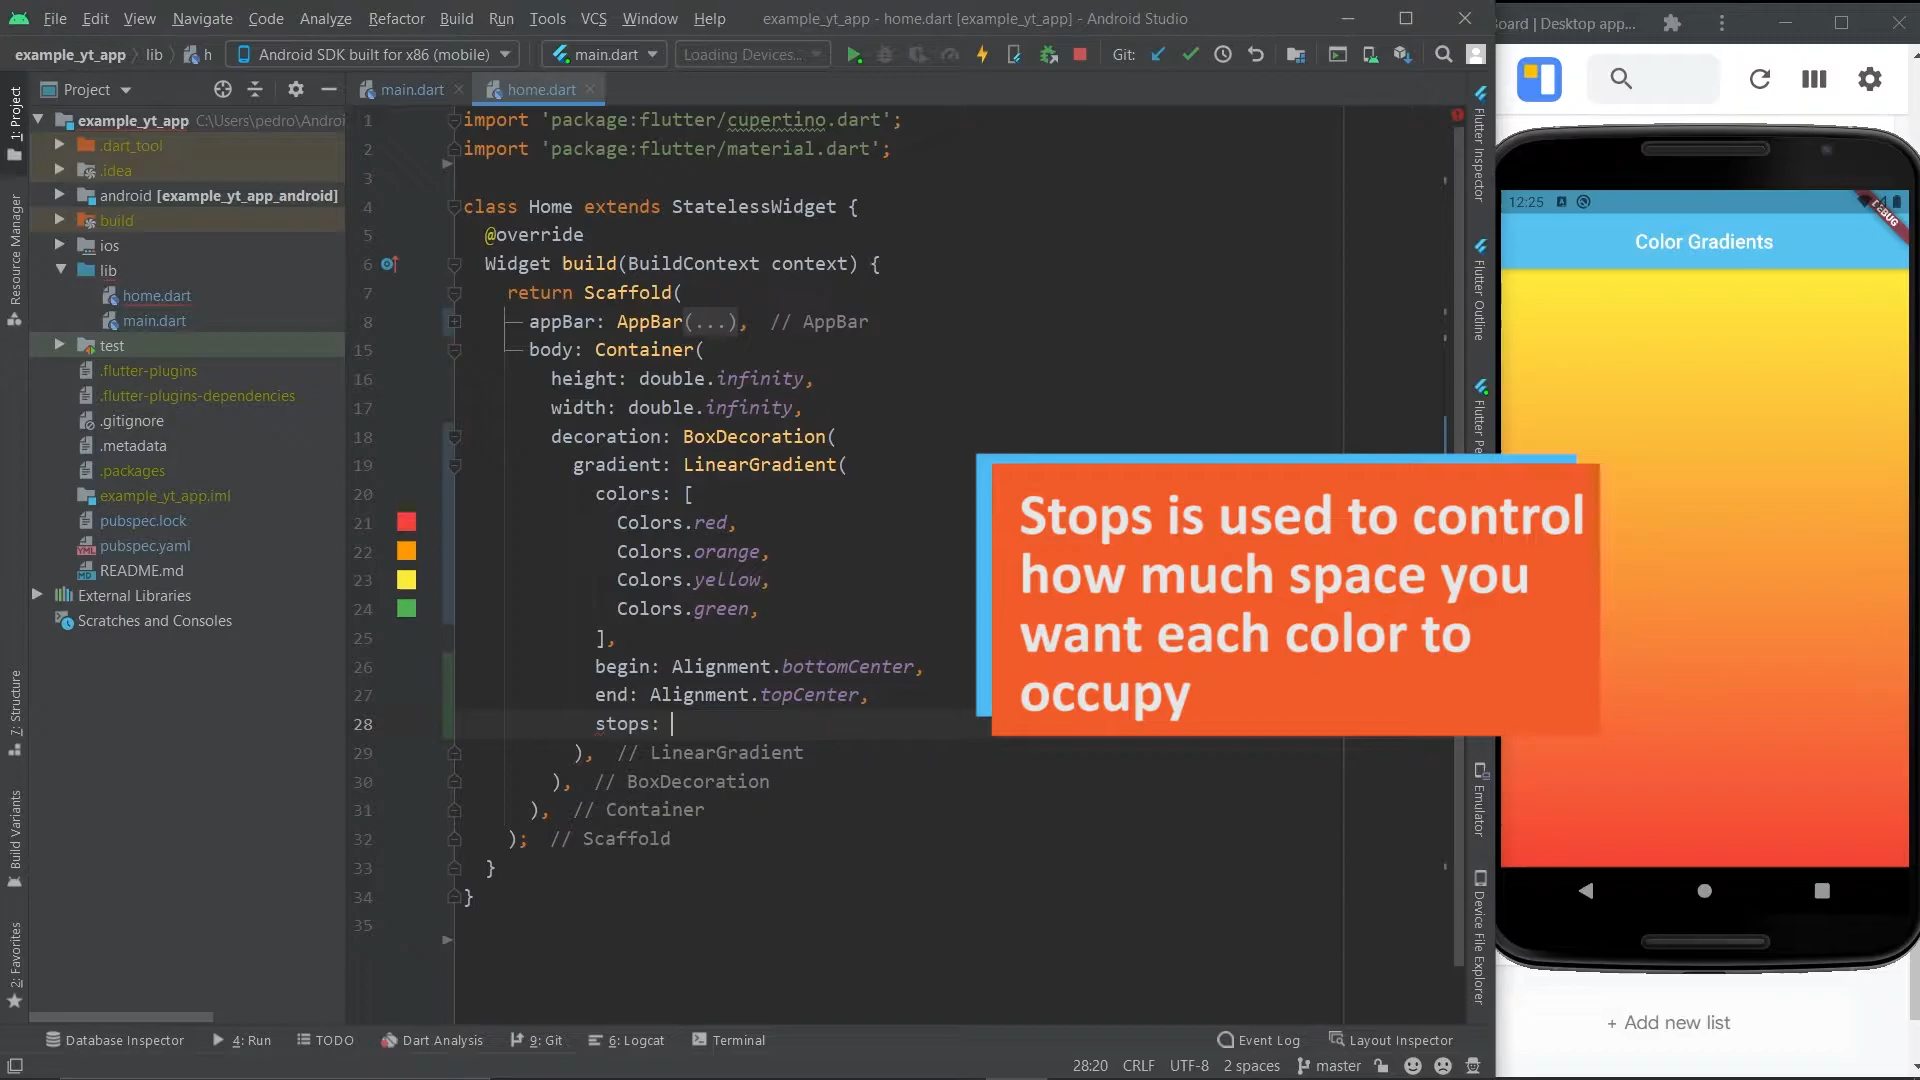 File Edit View Navigate Code Analyze Refactor Build Run Tools VCS Window Help example_yt_app - home.dart [example_yt_app] - Android Studio
Board | Desktop app...
example_yt_app lib h Android SDK built for x86 (mobile) main.dart Loading Devices... Git:
Project main.dart home.dart
1: Project
Resource Manager
7: Structure
Build Variants
2: Favorites
example_yt_app C:\Users\pedro\Androi
.dart_tool
.idea
android [example_yt_app_android]
build
ios
lib
home.dart
main.dart
test
.flutter-plugins
.flutter-plugins-dependencies
.gitignore
.metadata
.packages
example_yt_app.iml
pubspec.lock
pubspec.yaml
README.md
External Libraries
Scratches and Consoles
1 import 'package:flutter/cupertino.dart';
2 import 'package:flutter/material.dart';
3
4 class Home extends StatelessWidget {
5 @override
6 Widget build(BuildContext context) {
7 return Scaffold(
8 appBar: AppBar(...), // AppBar
15 body: Container(
16 height: double.infinity,
17 width: double.infinity,
18 decoration: BoxDecoration(
19 gradient: LinearGradient(
20 colors: [
21 Colors.red,
22 Colors.orange,
23 Colors.yellow,
24 Colors.green,
25 ],
26 begin: Alignment.bottomCenter,
27 end: Alignment.topCenter,
28 stops:
29 ), // LinearGradient
30 ), // BoxDecoration
31 ), // Container
32 ); // Scaffold
33 }
34 }
35
Stops is used to control
how much space you
want each color to
occupy
Flutter Inspector
Flutter Outline
Flutter Pe
Emulator
Device File Explorer
12:25
DEBUG
Color Gradients
+ Add new list
Database Inspector 4: Run TODO Dart Analysis 9: Git 6: Logcat Terminal Event Log Layout Inspector
28:20 CRLF UTF-8 2 spaces master